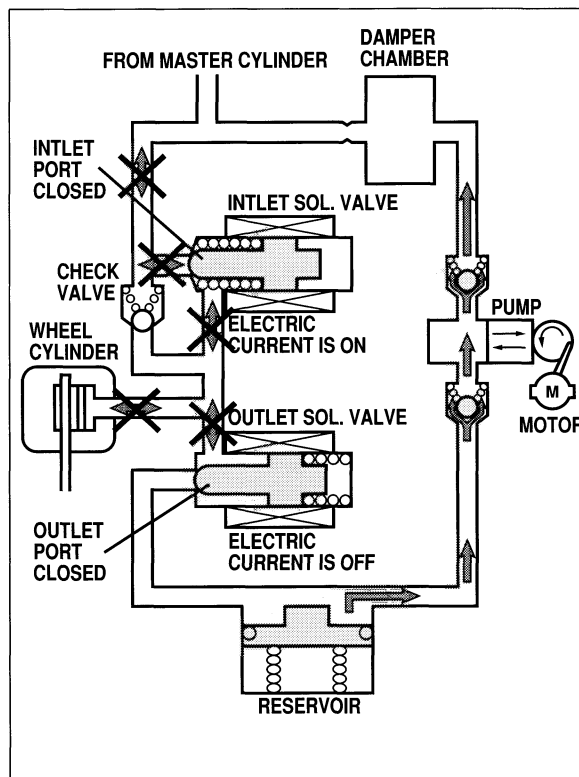 FROM MASTER CYLINDER
DAMPER
CHAMBER
INTLET
PORT
CLOSED
INTLET SOL. VALVE
CHECK
VALVE
ELECTRIC
CURRENT IS ON
PUMP
WHEEL
CYLINDER
M
MOTOR
OUTLET SOL. VALVE
OUTLET
PORT
CLOSED
ELECTRIC
CURRENT IS OFF
RESERVOIR